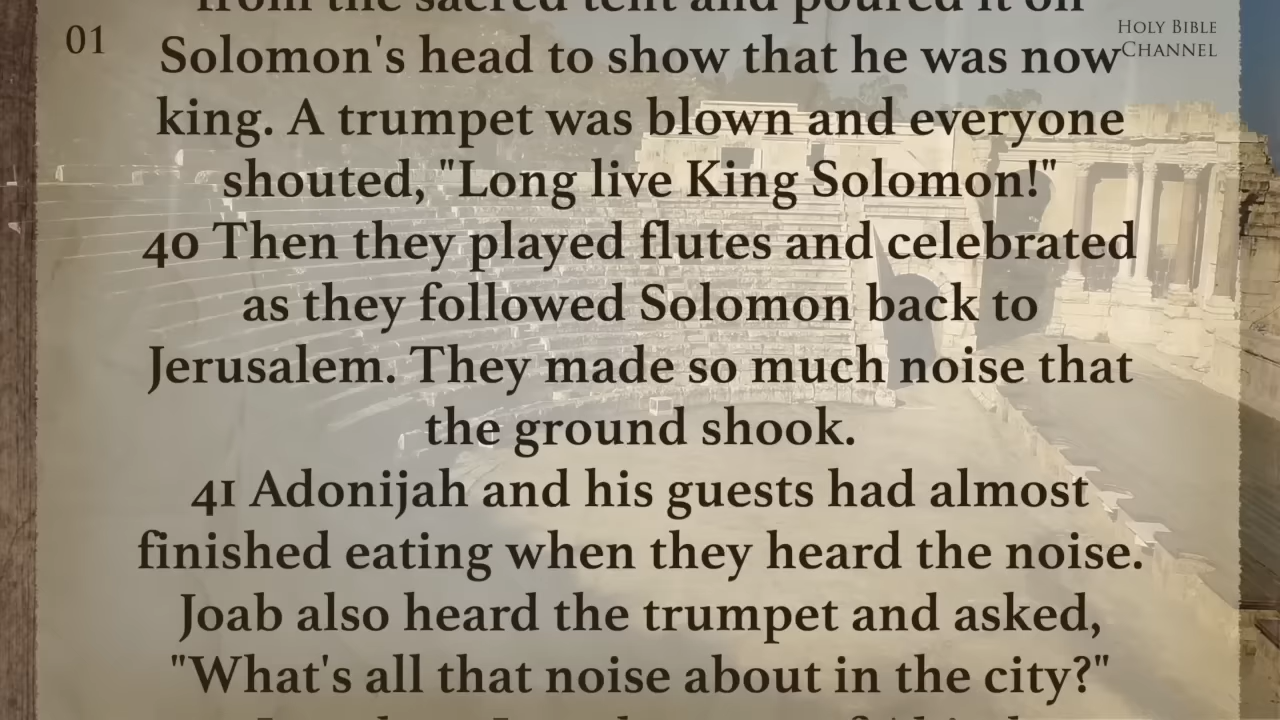 from the sacred tent and poured it on
01
HOLY BIBLE
CHANNEL
Solomon's head to show that he was now
king. A trumpet was blown and everyone
shouted, "Long live King Solomon!"
40 Then they played flutes and celebrated
as they followed Solomon back to
Jerusalem. They made so much noise that
the ground shook.
41 Adonijah and his guests had almost
finished eating when they heard the noise.
Joab also heard the trumpet and asked,
"What's all that noise about in the city?"